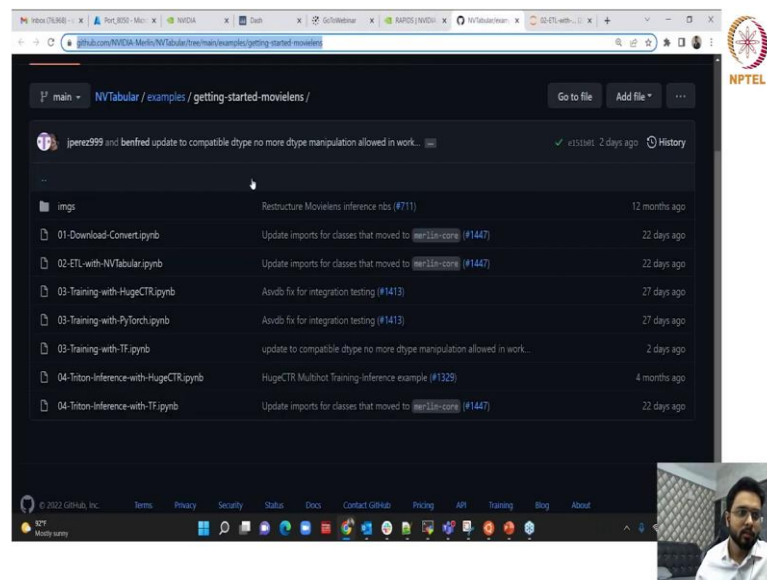 Inbox (76,968) - x
Port_8050 - Micr x
NVIDIA x
Dash x
GoToWebinar x
RAPIDS | NVIDIA x
NVTabular/exam x
02-ETL-with-
github.com/NVIDIA-Merlin/NVTabular/tree/main/examples/getting-started-movielens
NPTEL
main NVTabular / examples / getting-started-movielens / Go to file Add file ...
jperez999 and benfred update to compatible dtype no more dtype manipulation allowed in work... ... 2 days ago History
..
imgs Restructure Movielens inference nbs (#711) 12 months ago
01-Download-Convert.ipynb Update imports for classes that moved to merlin-core (#1447) 22 days ago
02-ETL-with-NVTabular.ipynb Update imports for classes that moved to merlin-core (#1447) 22 days ago
03-Training-with-HugeCTR.ipynb Asvdb fix for integration testing (#1413) 27 days ago
03-Training-with-PyTorch.ipynb Asvdb fix for integration testing (#1413) 27 days ago
03-Training-with-TF.ipynb update to compatible dtype no more dtype manipulation allowed in work... 2 days ago
04-Triton-Inference-with-HugeCTR.ipynb HugeCTR Multihot Training-Inference example (#1329) 4 months ago
04-Triton-Inference-with-TF.ipynb Update imports for classes that moved to merlin-core (#1447) 22 days ago
© 2022 GitHub, Inc. Terms Privacy Security Status Docs Contact GitHub Pricing API Training Blog About
92°F
Mostly sunny